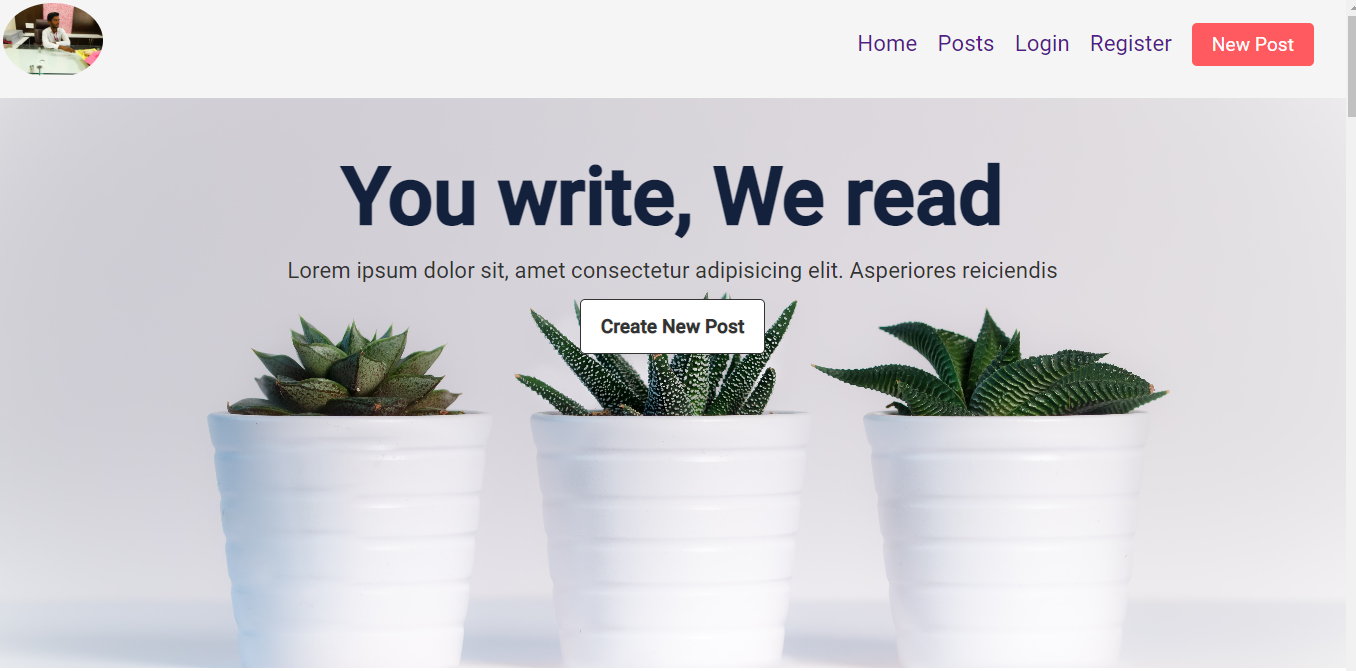 Home Posts Login Register New Post
You write, We read
Lorem ipsum dolor sit, amet consectetur adipisicing elit. Asperiores reiciendis
Create New Post